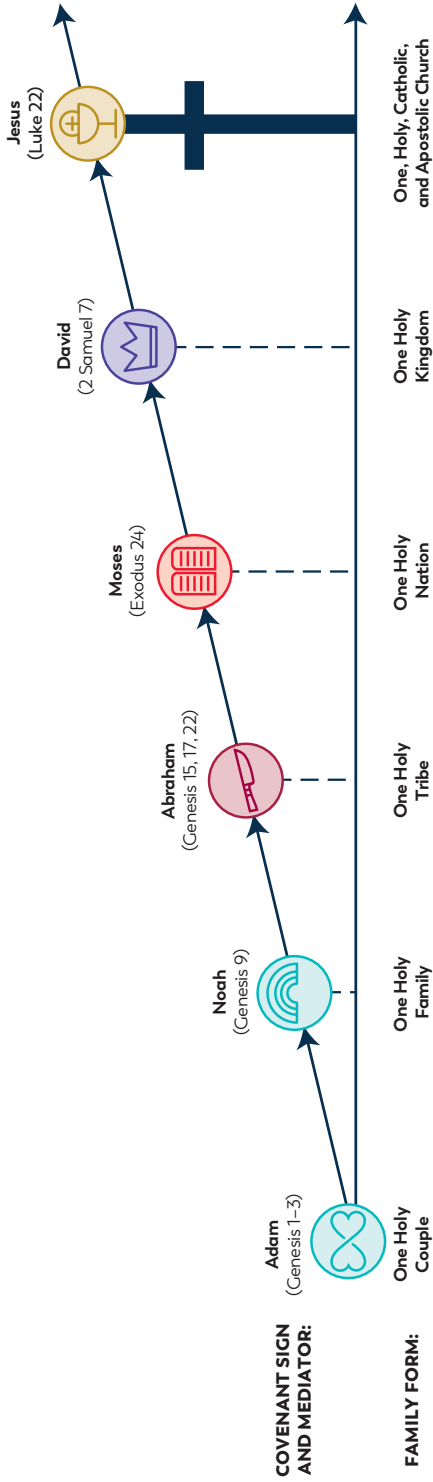 COVENANT SIGN
AND MEDIATOR:
Adam
(Genesis 1–3)
Noah
(Genesis 9)
Abraham
(Genesis 15, 17, 22)
Moses
(Exodus 24)
David
(2 Samuel 7)
Jesus
(Luke 22)
FAMILY FORM:
One Holy
Couple
One Holy
Family
One Holy
Tribe
One Holy
Nation
One Holy
Kingdom
One, Holy, Catholic,
and Apostolic Church